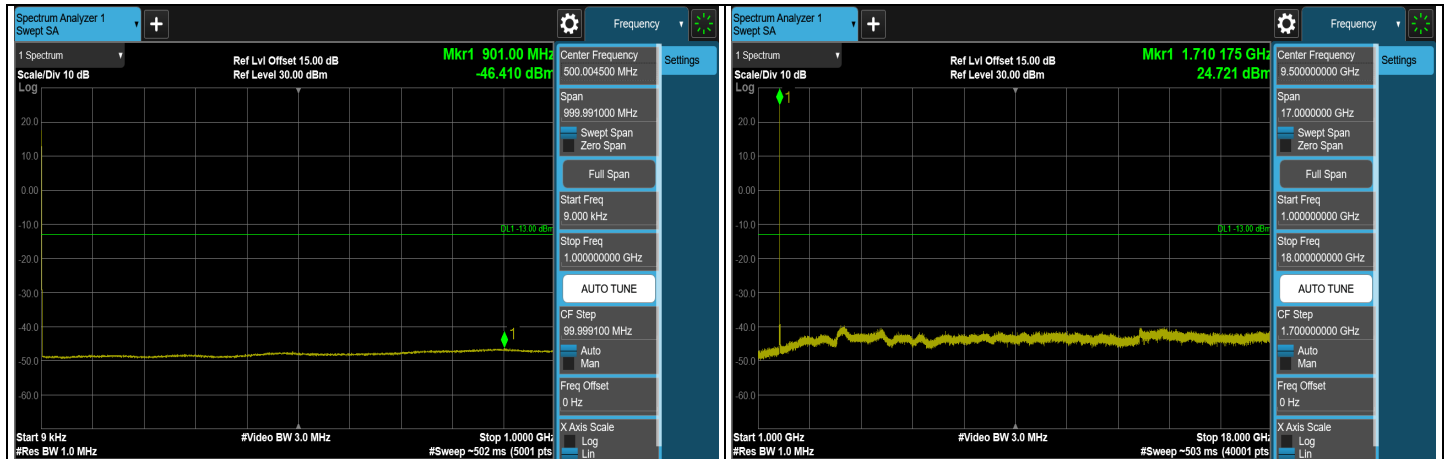 Spectrum Analyzer 1
Swept SA
+
Frequency
1 Spectrum
Scale/Div 10 dB
Log
Ref Lvl Offset 15.00 dB
Ref Level 30.00 dBm
Mkr1 901.00 MHz
-46.410 dBm
20.0
10.0
0.00
-10.0
-20.0
-30.0
-40.0
-50.0
-60.0
DL1 -13.00 dBm
1
Start 9 kHz
#Res BW 1.0 MHz
#Video BW 3.0 MHz
Stop 1.0000 GHz
#Sweep ~502 ms (5001 pts
Center Frequency
500.004500 MHz
Span
999.991000 MHz
Swept Span
Zero Span
Full Span
Start Freq
9.000 kHz
Stop Freq
1.000000000 GHz
AUTO TUNE
CF Step
99.999100 MHz
Auto
Man
Freq Offset
0 Hz
X Axis Scale
Log
Lin
Settings
Spectrum Analyzer 1
Swept SA
+
Frequency
1 Spectrum
Scale/Div 10 dB
Log
Ref Lvl Offset 15.00 dB
Ref Level 30.00 dBm
Mkr1 1.710 175 GHz
24.721 dBm
1
20.0
10.0
0.00
-10.0
-20.0
-30.0
-40.0
-50.0
-60.0
DL1 -13.00 dBm
Start 1.000 GHz
#Res BW 1.0 MHz
#Video BW 3.0 MHz
Stop 18.000 GHz
#Sweep ~503 ms (40001 pts
Center Frequency
9.500000000 GHz
Span
17.0000000 GHz
Swept Span
Zero Span
Full Span
Start Freq
1.000000000 GHz
Stop Freq
18.000000000 GHz
AUTO TUNE
CF Step
1.700000000 GHz
Auto
Man
Freq Offset
0 Hz
X Axis Scale
Log
Lin
Settings